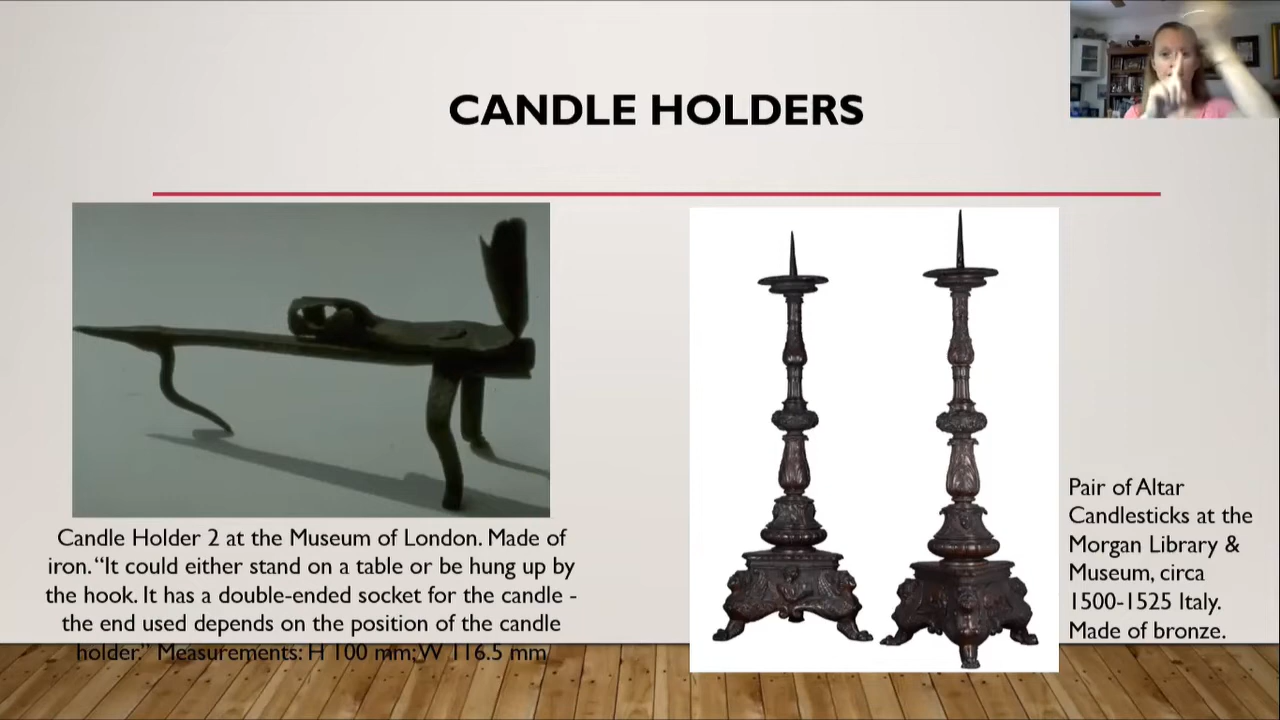 CANDLE HOLDERS
Candle Holder 2 at the Museum of London. Made of
iron. “It could either stand on a table or be hung up by
the hook. It has a double-ended socket for the candle -
the end used depends on the position of the candle
holder.” Measurements: H 100 mm; W 116.5 mm
Pair of Altar
Candlesticks at the
Morgan Library &
Museum, circa
1500-1525 Italy.
Made of bronze.